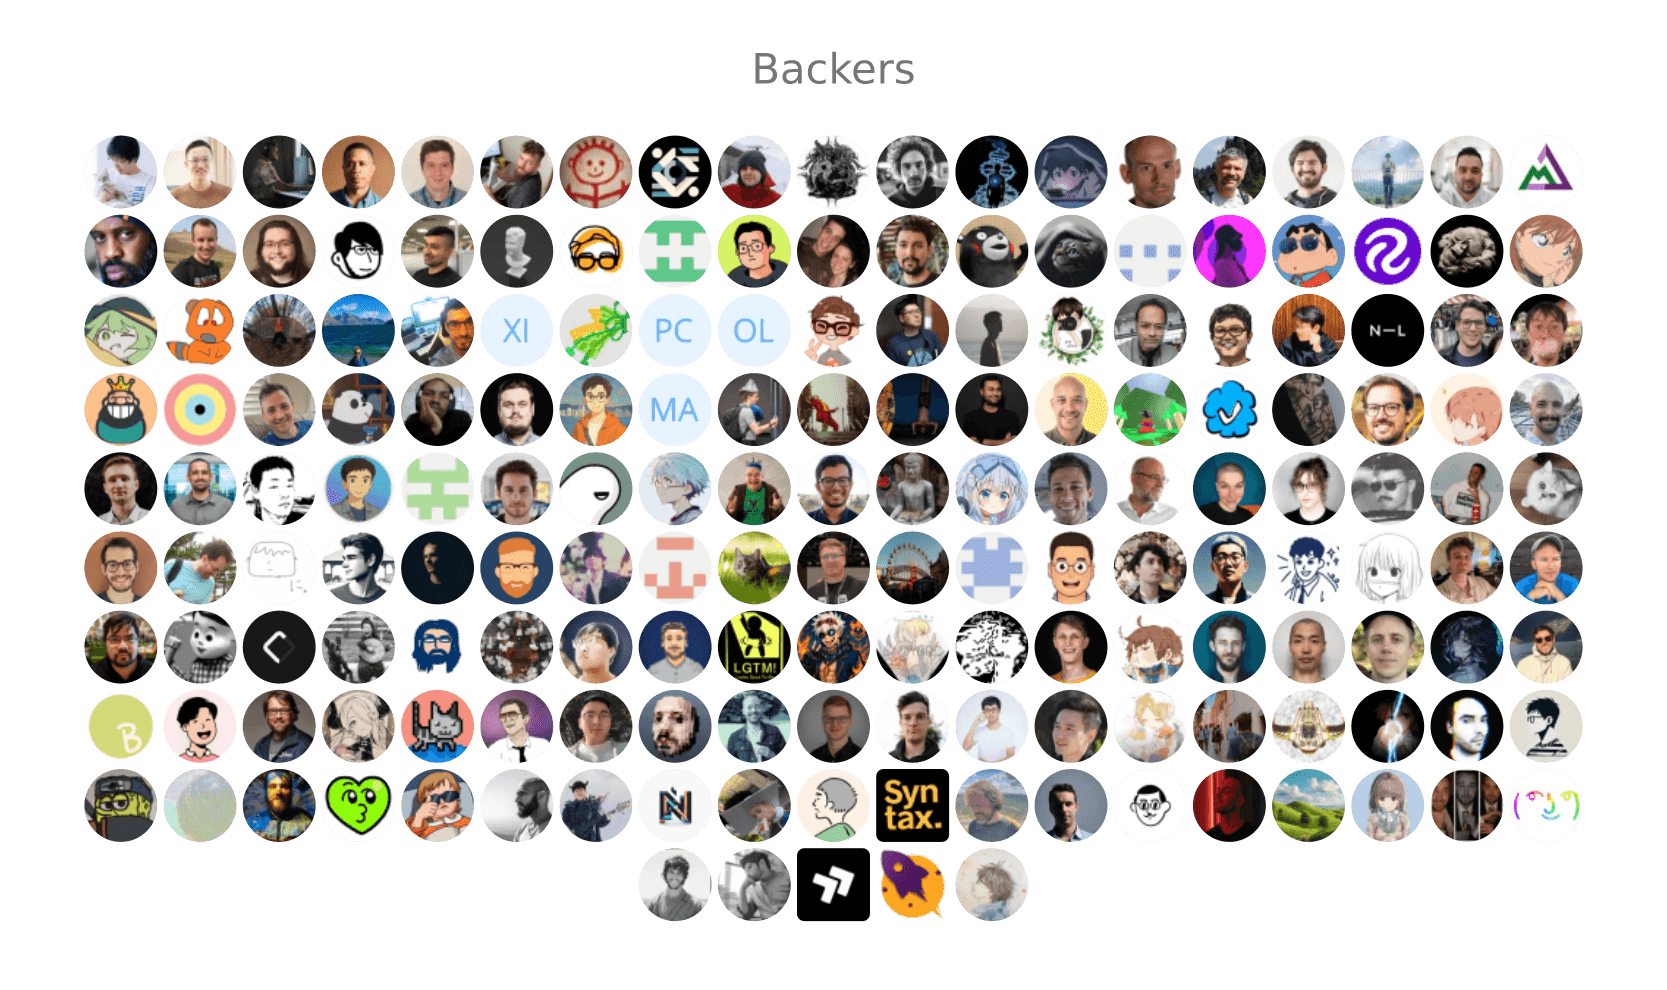 Backers
XI
PC
OL
N—L
MA
LGTM!
B
N
Syn
tax.
( ͡° ͜ʖ ͡°)